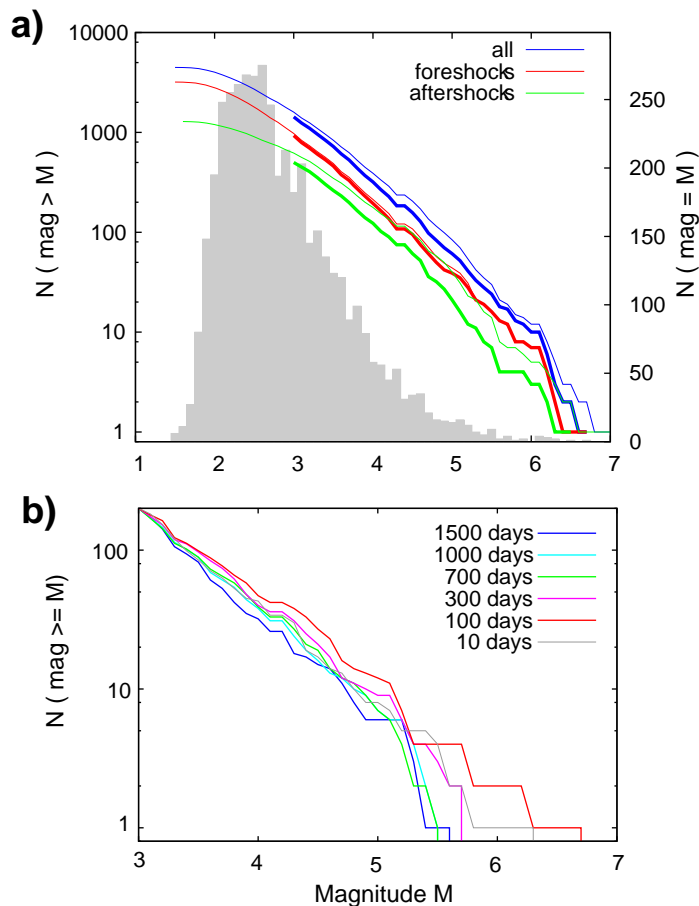 a)
10000
1000
100
10
1
N ( mag > M )
all
foreshocks
aftershocks
250
200
150
100
50
0
N ( mag = M )
1 2 3 4 5 6 7
b)
100
10
1
N ( mag >= M)
1500 days
1000 days
700 days
300 days
100 days
10 days
3 4 5 6 7
Magnitude M